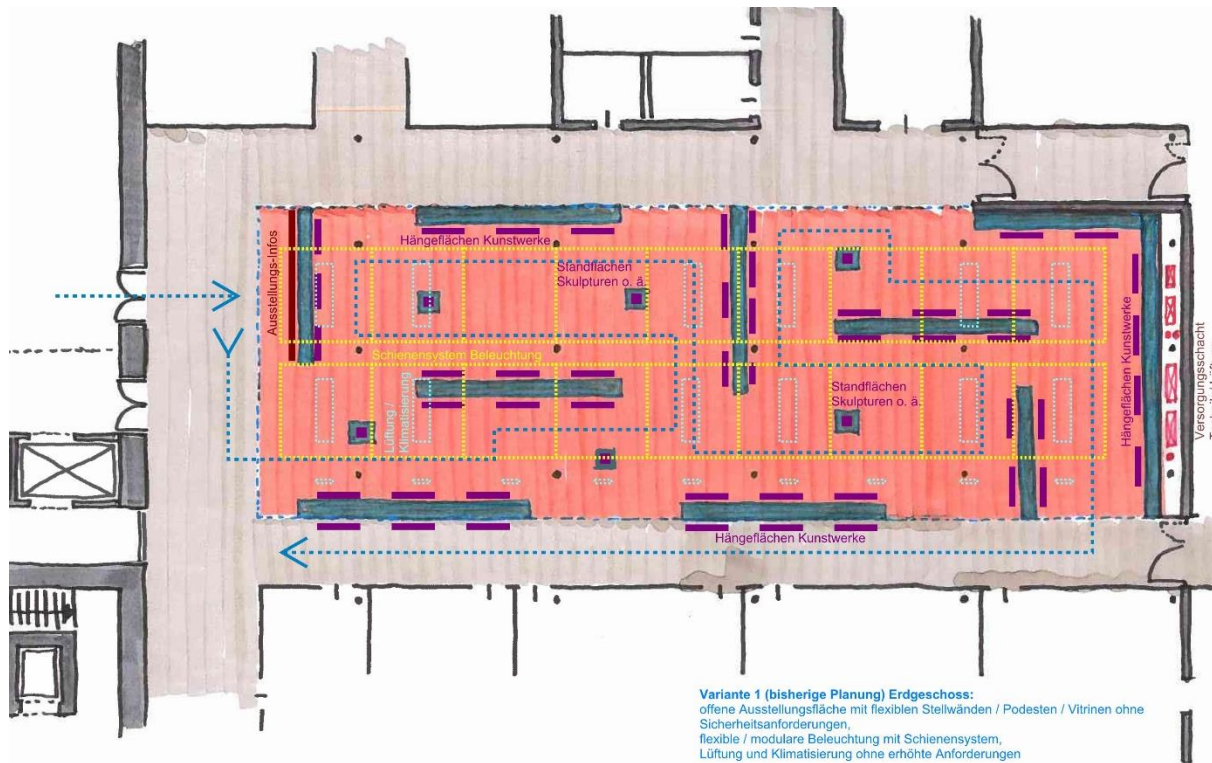 Hängeflächen Kunstwerke
Standflächen
Skulpturen o. ä.
Ausstellungs-Infos
Schienensystem Beleuchtung
Lüftung /
Klimatisierung
Standflächen
Skulpturen o. ä.
Hängeflächen Kunstwerke
Versorgungsschacht
Hängeflächen Kunstwerke
Variante 1 (bisherige Planung) Erdgeschoss:
offene Ausstellungsfläche mit flexiblen Stellwänden / Podesten / Vitrinen ohne
Sicherheitsanforderungen,
flexible / modulare Beleuchtung mit Schienensystem,
Lüftung und Klimatisierung ohne erhöhte Anforderungen